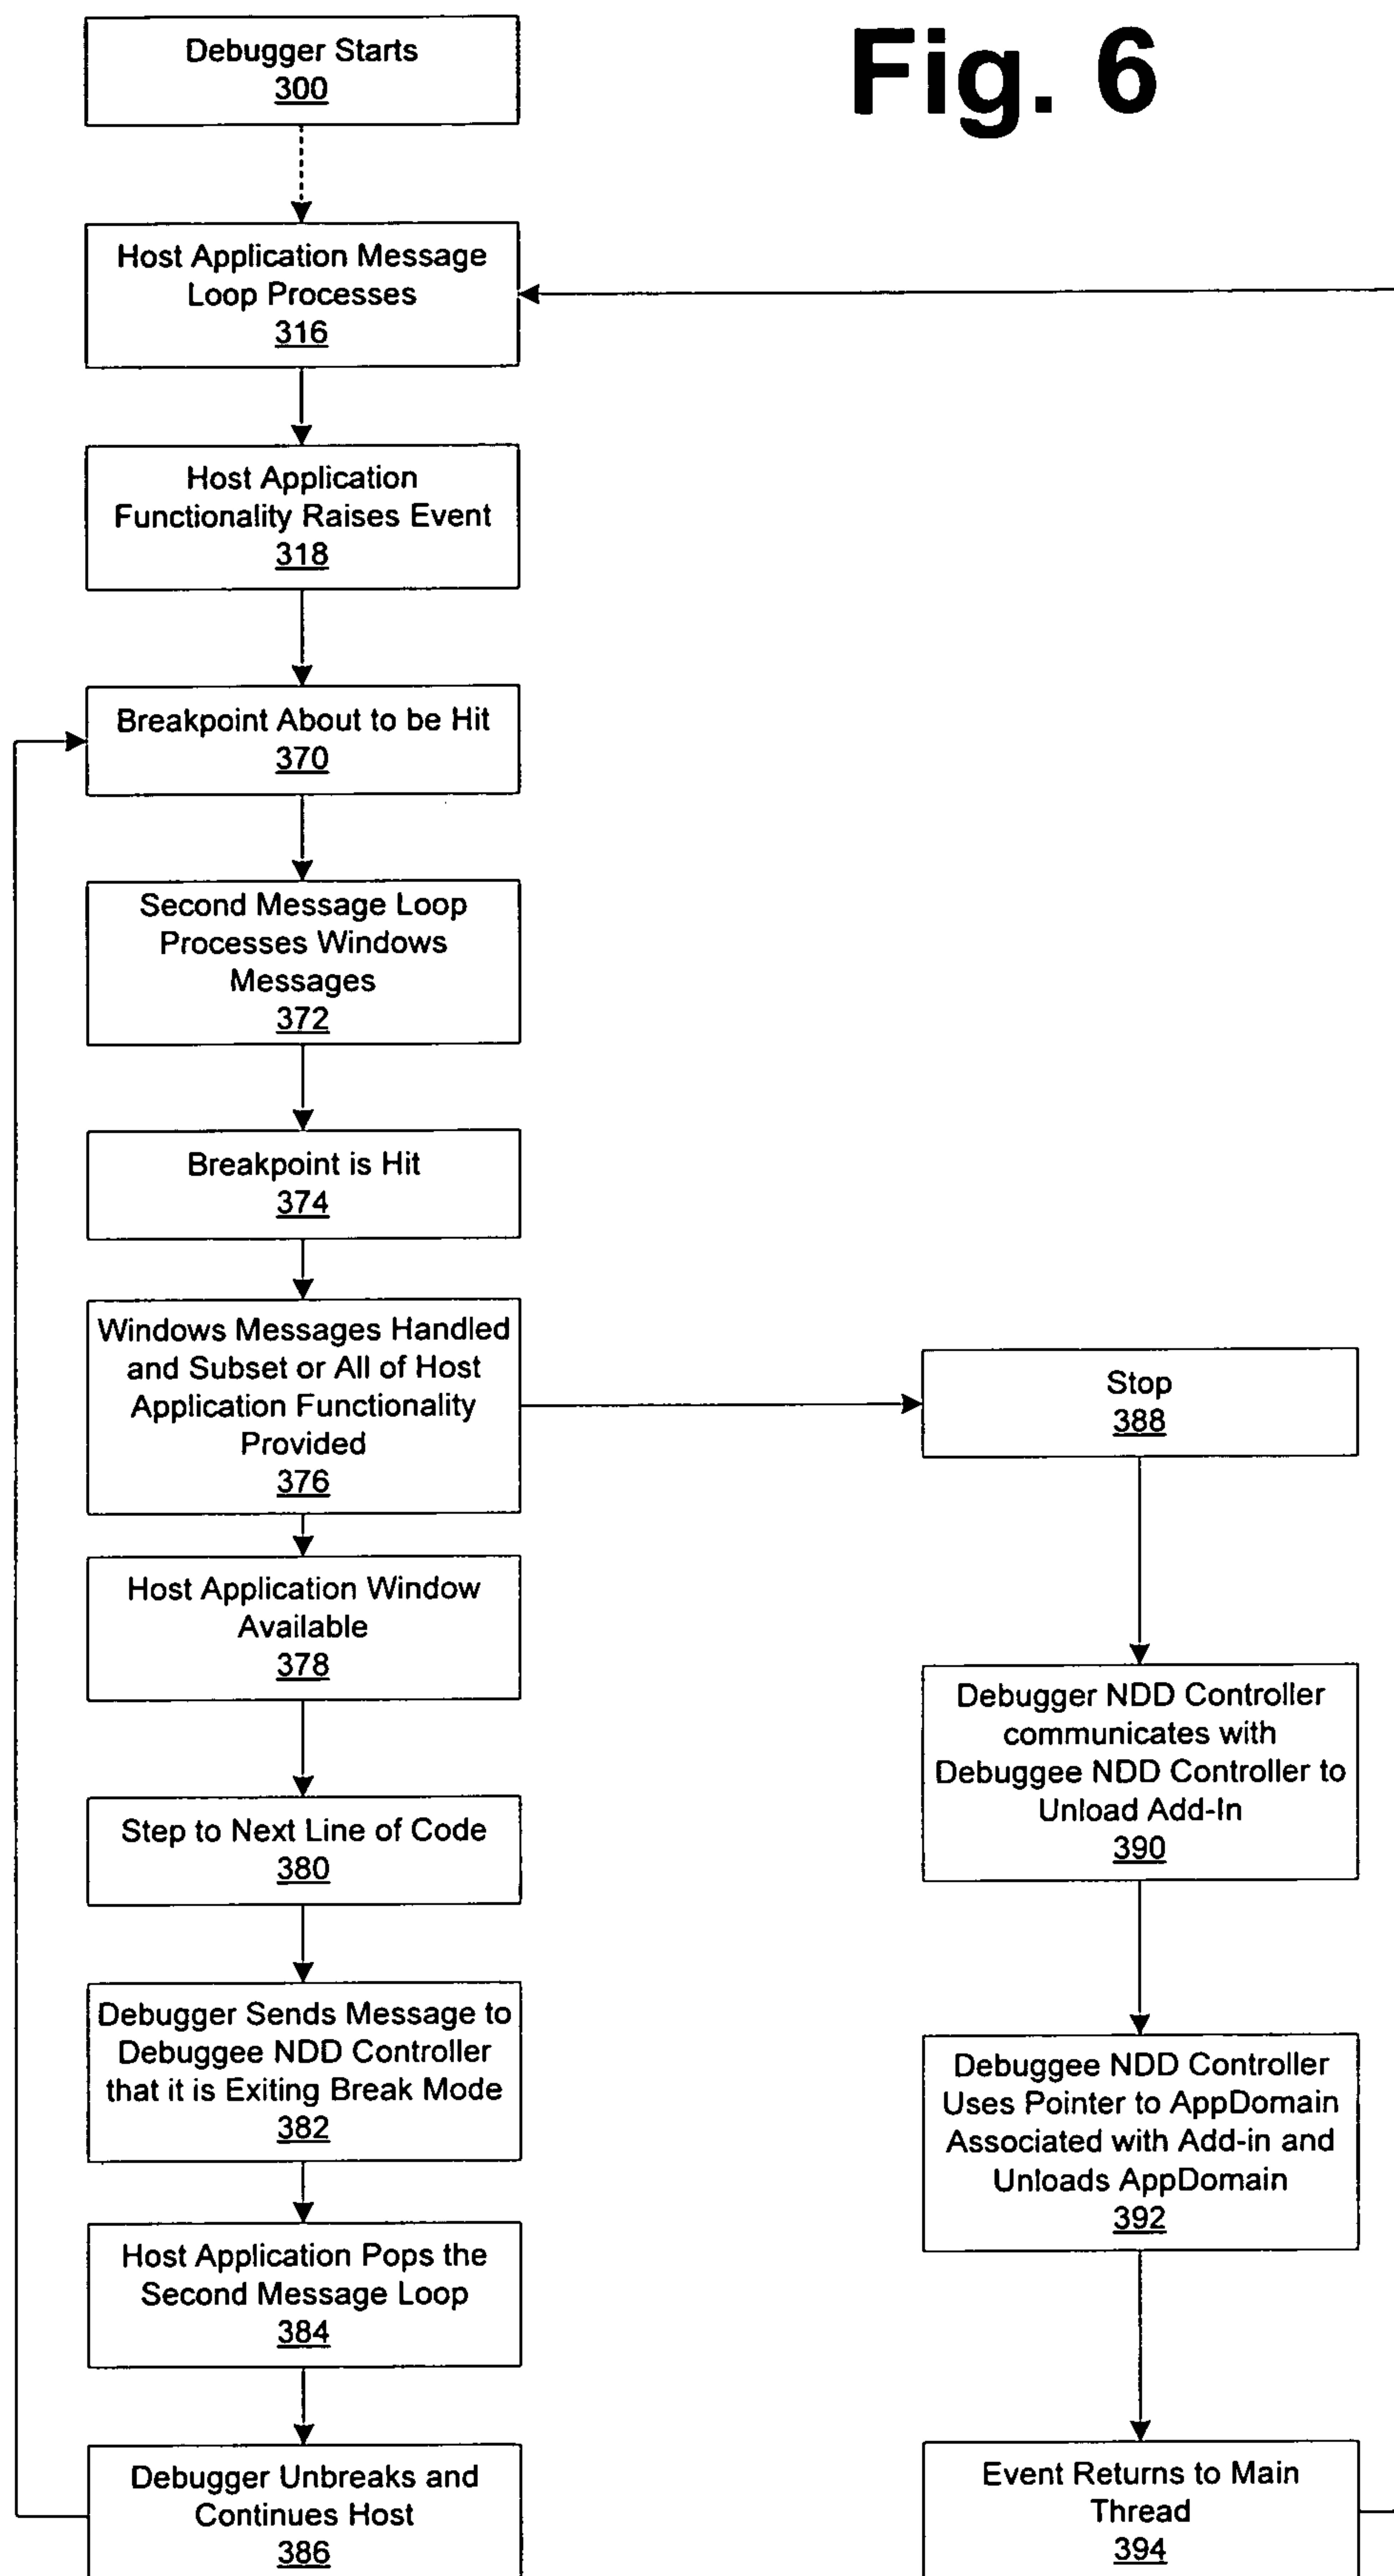 Fig. 6
Debugger Starts
300
Host Application Message
Loop Processes
316
Host Application
Functionality Raises Event
318
Breakpoint About to be Hit
370
Second Message Loop
Processes Windows
Messages
372
Breakpoint is Hit
374
Windows Messages Handled
and Subset or All of Host
Application Functionality
Provided
376
Host Application Window
Available
378
Step to Next Line of Code
380
Debugger Sends Message to
Debuggee NDD Controller
that it is Exiting Break Mode
382
Host Application Pops the
Second Message Loop
384
Debugger Unbreaks and
Continues Host
386
Stop
388
Debugger NDD Controller
communicates with
Debuggee NDD Controller to
Unload Add-In
390
Debuggee NDD Controller
Uses Pointer to AppDomain
Associated with Add-in and
Unloads AppDomain
392
Event Returns to Main
Thread
394